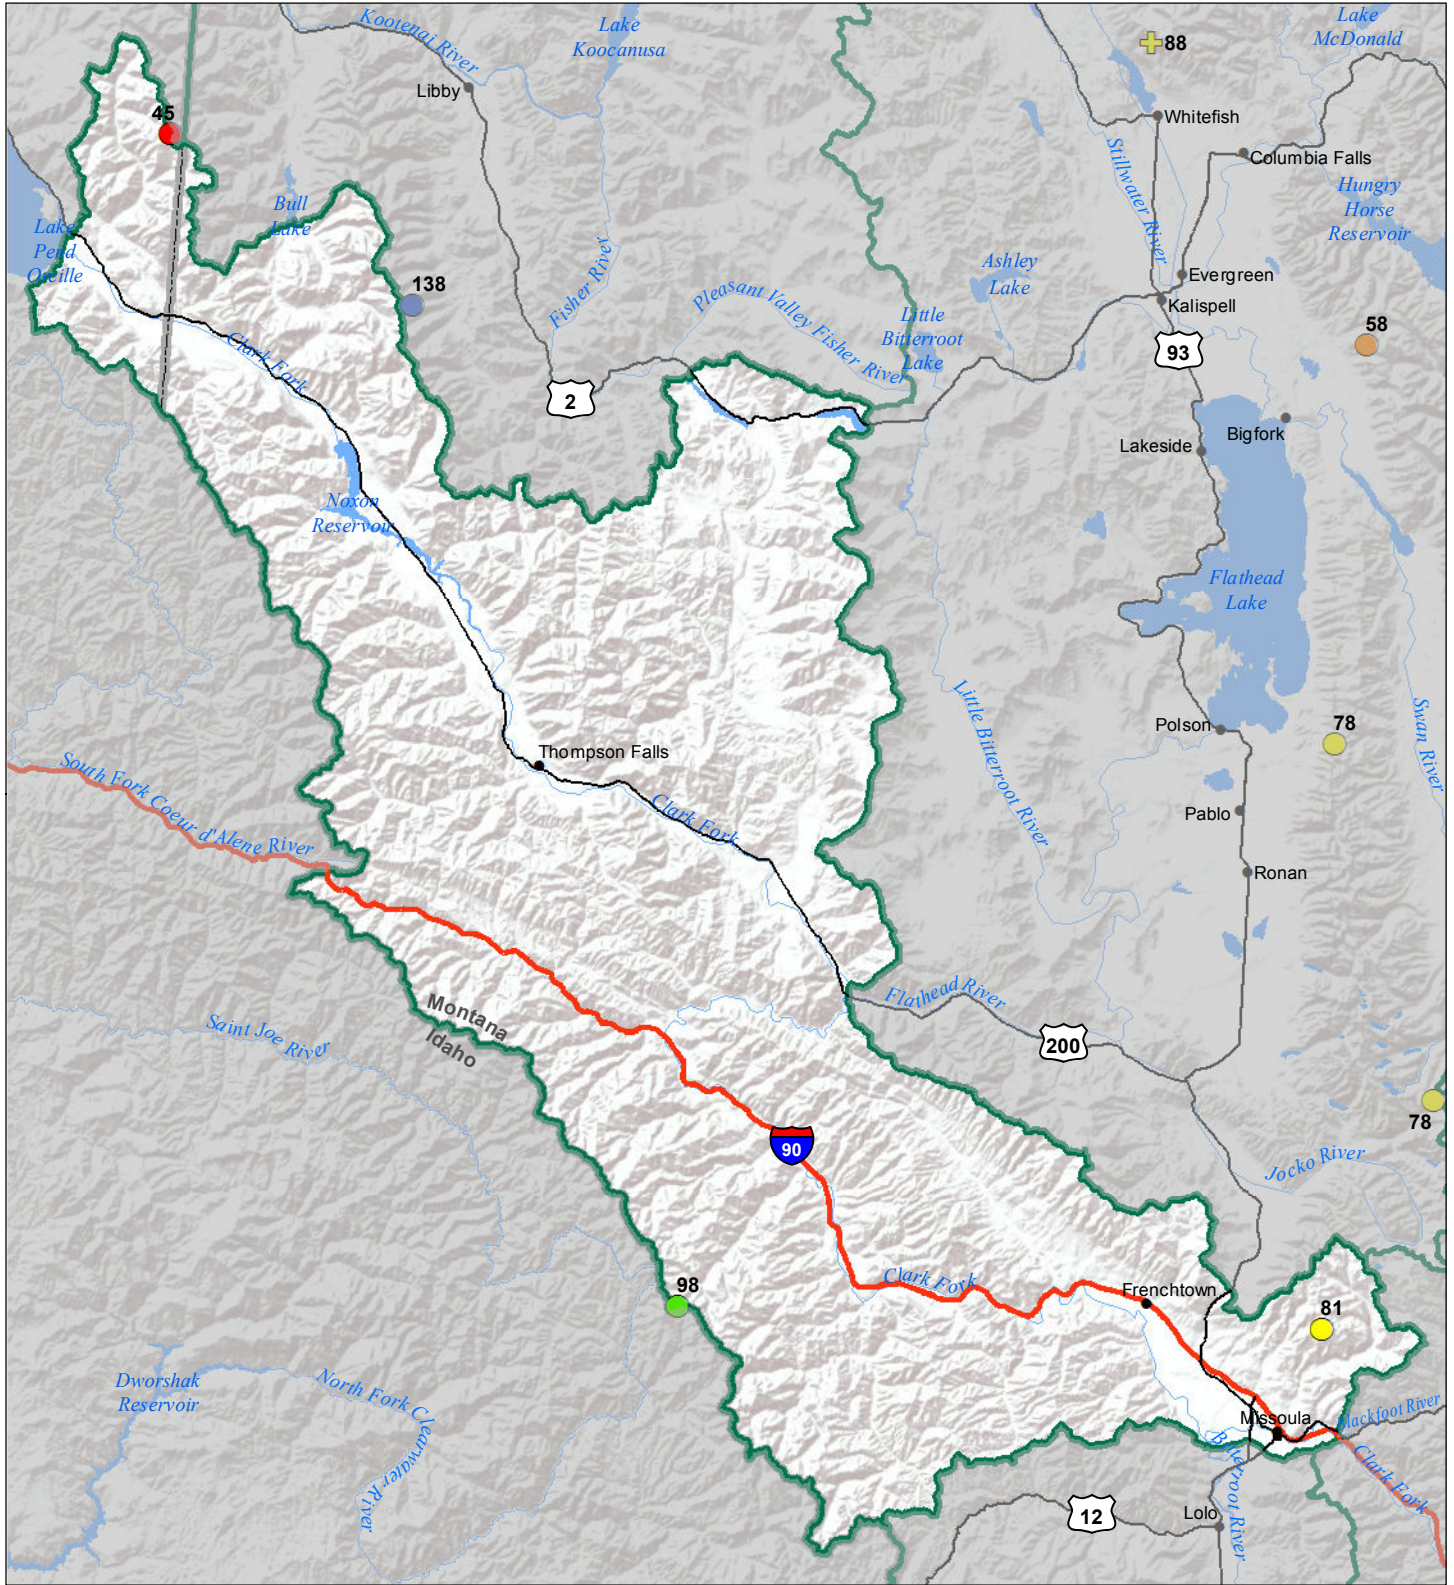 Kootenai River
Lake
Koocanusa
Lake
McDonald
88
Libby
Whitefish
45
Columbia Falls
Stillwater River
Hungry
Horse
Reservoir
Bull
Lake
Lake
Pend
Oreille
Fisher River
Ashley
Lake
Evergreen
138
Pleasant Valley Fisher River
Kalispell
Little
Bitterroot
Lake
58
93
Clark Fork
2
Bigfork
Lakeside
Noxon
Reservoir
Flathead
Lake
Little Bitterroot River
Swan River
Polson
78
Thompson Falls
South Fork Coeur d'Alene River
Clark Fork
Pablo
Ronan
Flathead River
Montana
Idaho
Saint Joe River
200
78
90
Jocko River
Clark Fork
98
Frenchtown
81
Dworshak
Reservoir
North Fork Clearwater River
Missoula
Blackfoot River
Bitterroot River
Clark Fork
12
Lolo